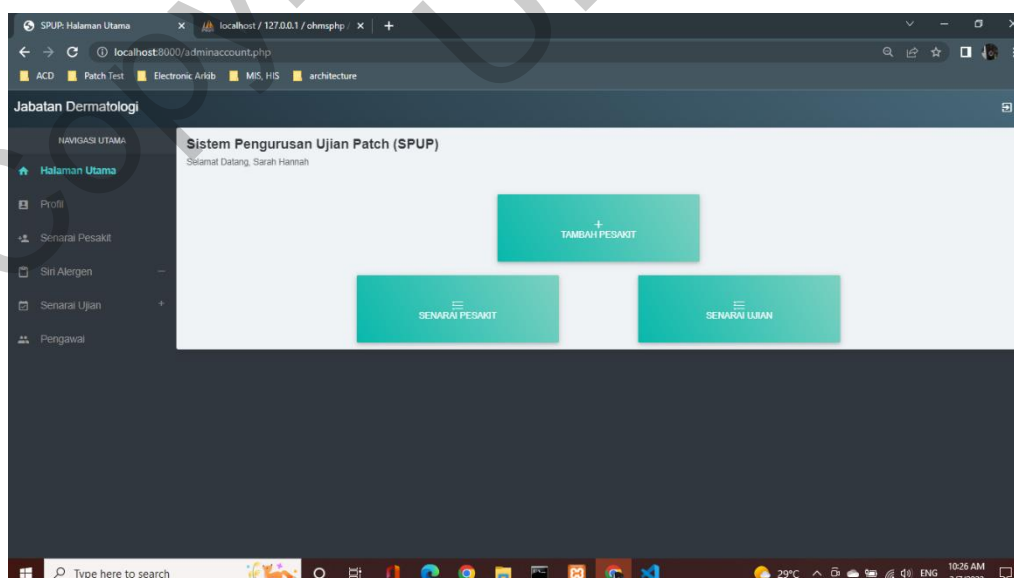 SPUP: Halaman Utama
localhost / 127.0.0.1 / ohmsphp /
localhost:8000/adminaccount.php
ACD
Patch Test
Electronic Arkib
MIS, HIS
architecture
Jabatan Dermatologi
NAVIGASI UTAMA
Halaman Utama
Profil
Senarai Pesakit
Siri Alergen
Senarai Ujian
Pengawai
Sistem Pengurusan Ujian Patch (SPUP)
Selamat Datang, Sarah Hannah
TAMBAH PESAKIT
SENARAI PESAKIT
SENARAI UJIAN
Type here to search
29°C
ENG
10:26 AM